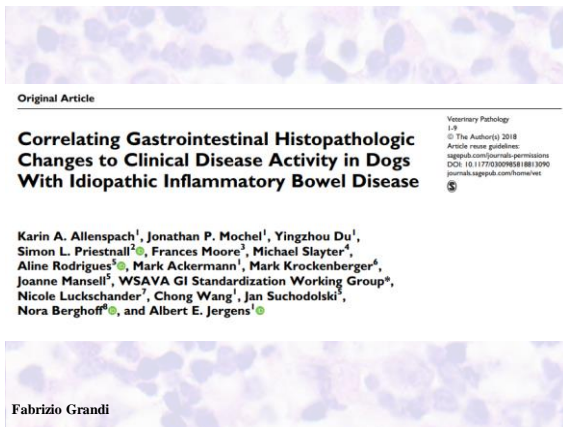 Original Article
Correlating Gastrointestinal Histopathologic
Changes to Clinical Disease Activity in Dogs
With Idiopathic Inflammatory Bowel Disease
Veterinary Pathology
1-9
© The Author(s) 2018
Article reuse guidelines:
sagepub.com/journals-permissions
DOI: 10.1177/0300985818813090
journals.sagepub.com/home/vet
Karin A. Allenspach1, Jonathan P. Mochel1, Yingzhou Du1,
Simon L. Priestnall2, Frances Moore3, Michael Slayter4,
Aline Rodrigues5, Mark Ackermann1, Mark Krockenberger6,
Joanne Mansell5, WSAVA GI Standardization Working Group*,
Nicole Luckschander7, Chong Wang1, Jan Suchodolski5,
Nora Berghoff8, and Albert E. Jergens1
Fabrizio Grandi